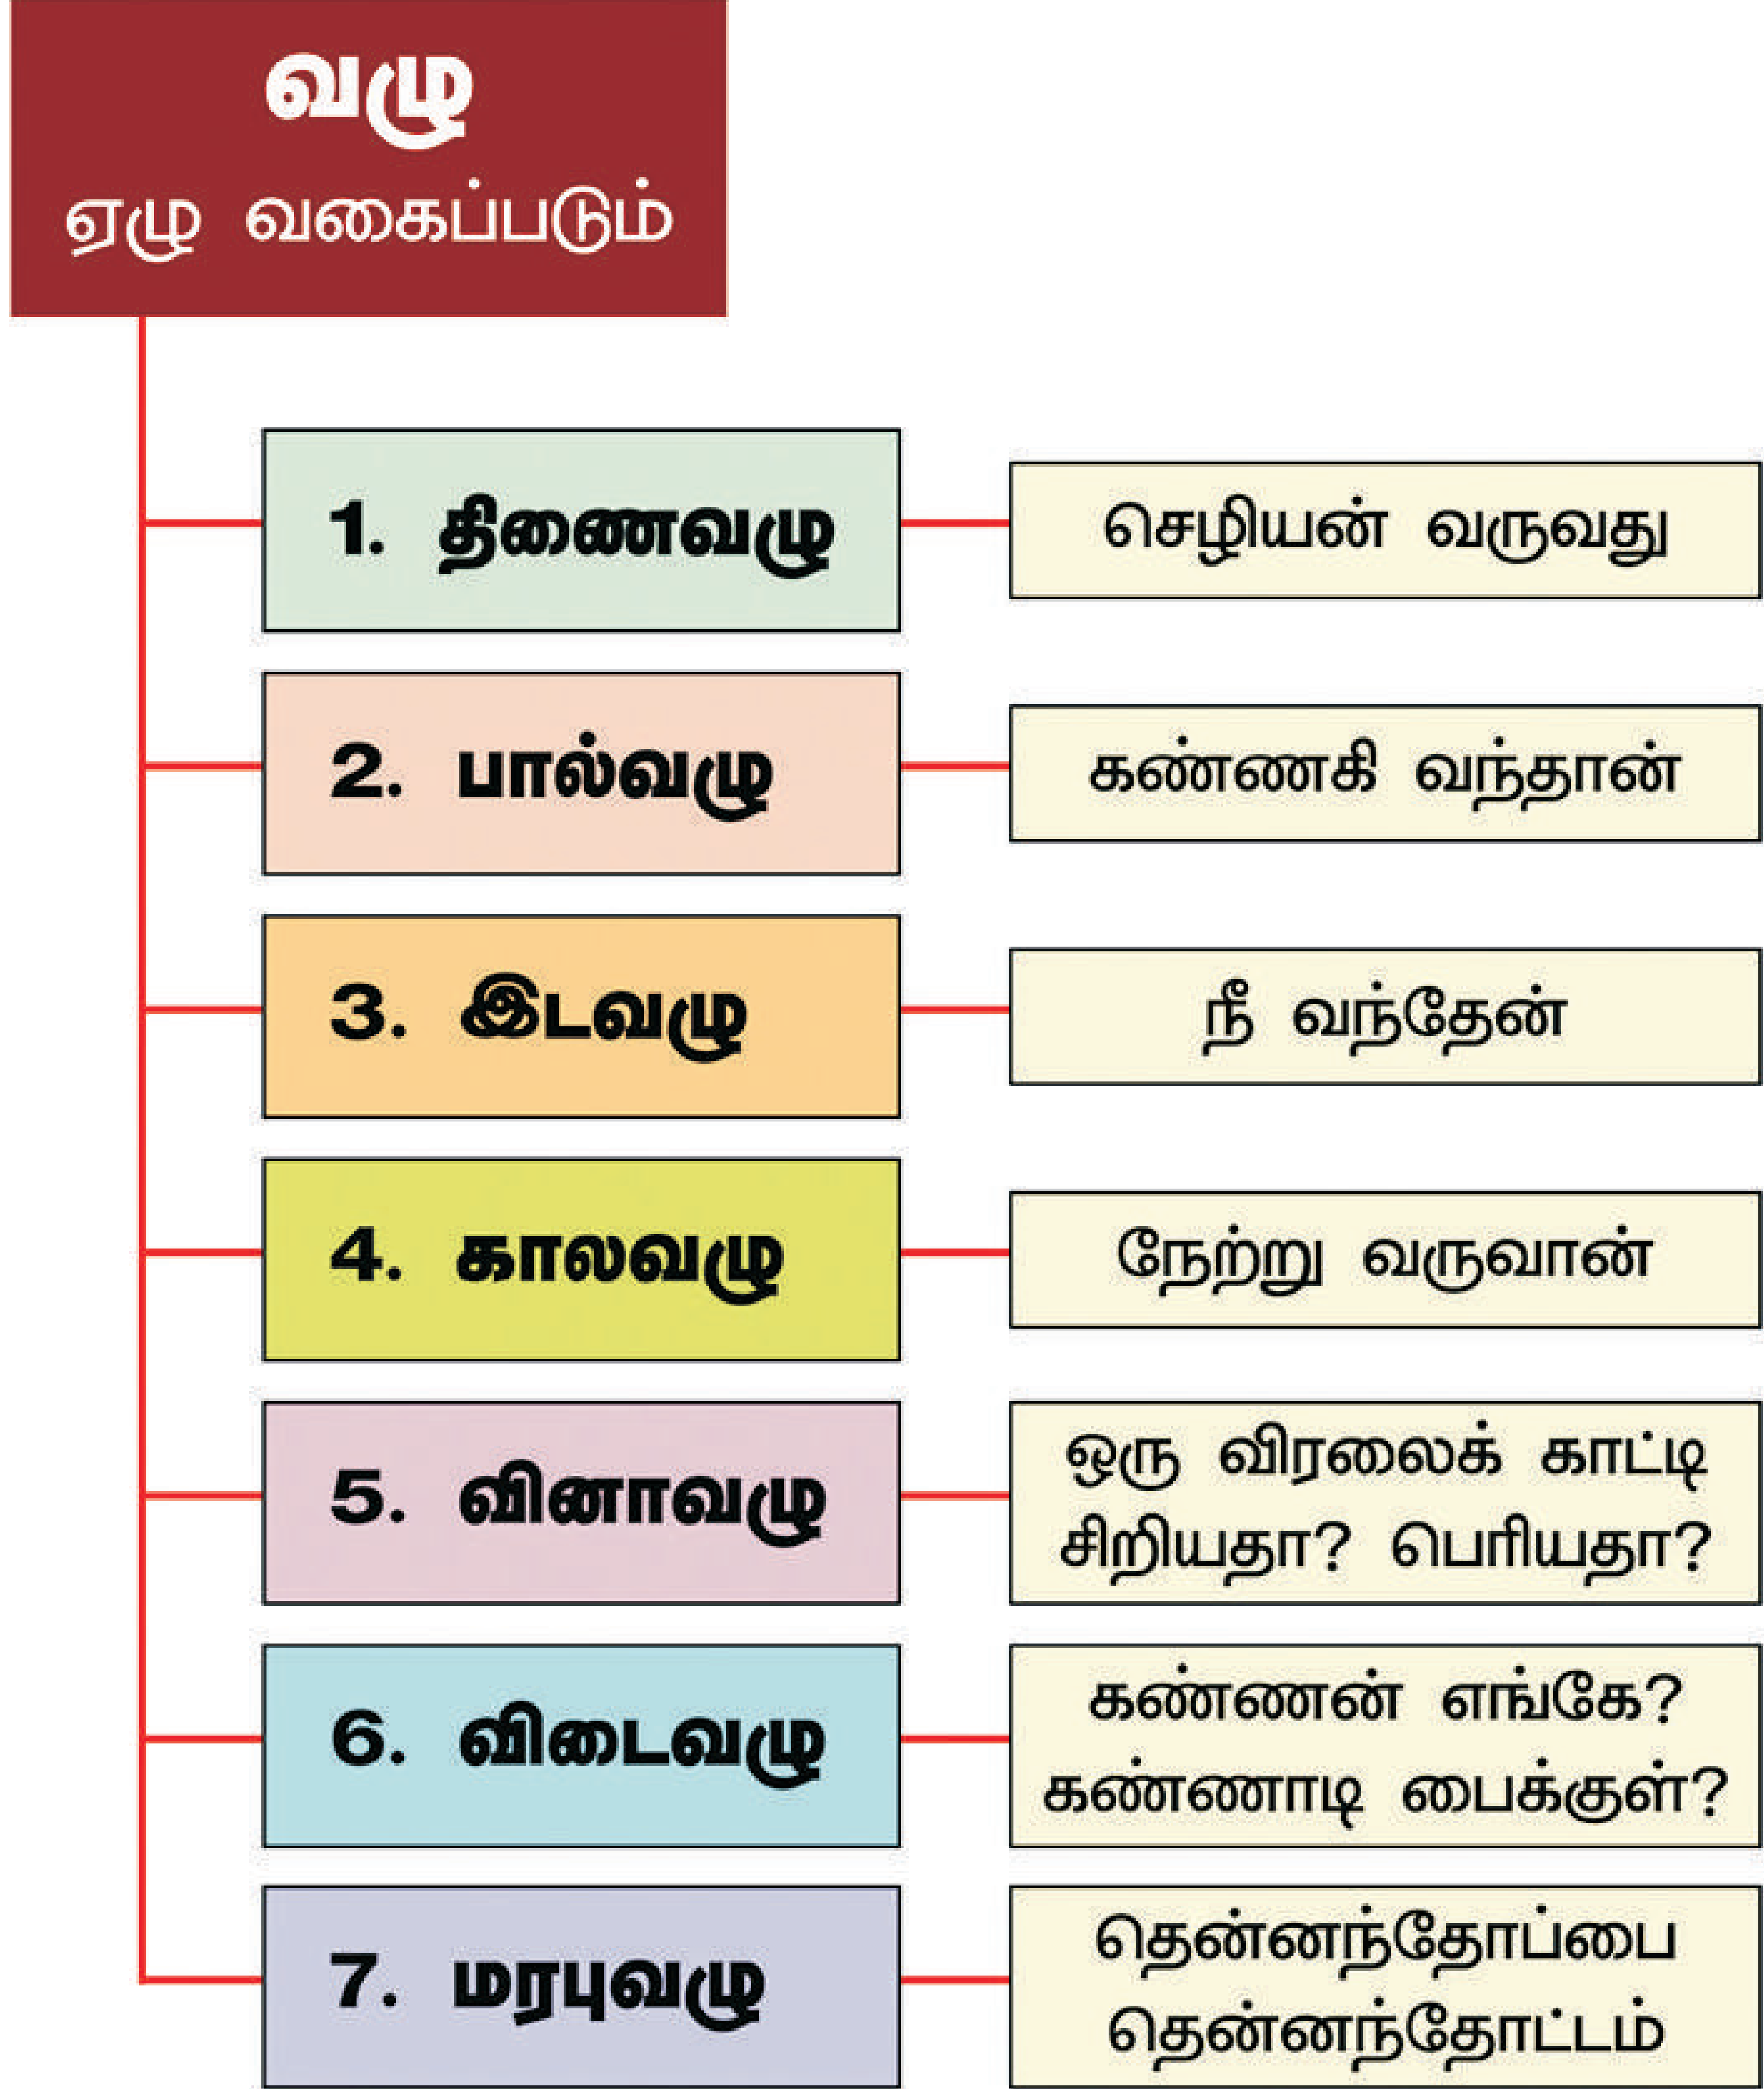 வழு
ஏழு வகைப்படும்
1. திணைவழு
செழியன் வருவது
2. பால்வழு
கண்ணகி வந்தான்
3. இடவழு
நீ வந்தேன்
4. காலவழு
நேற்று வருவான்
5. வினாவழு
ஒரு விரலைக் காட்டி
சிறியதா? பெரியதா?
6. விடைவழு
கண்ணன் எங்கே?
கண்ணாடி பைக்குள்?
7. மரபுவழு
தென்னந்தோப்பை
தென்னந்தோட்டம்